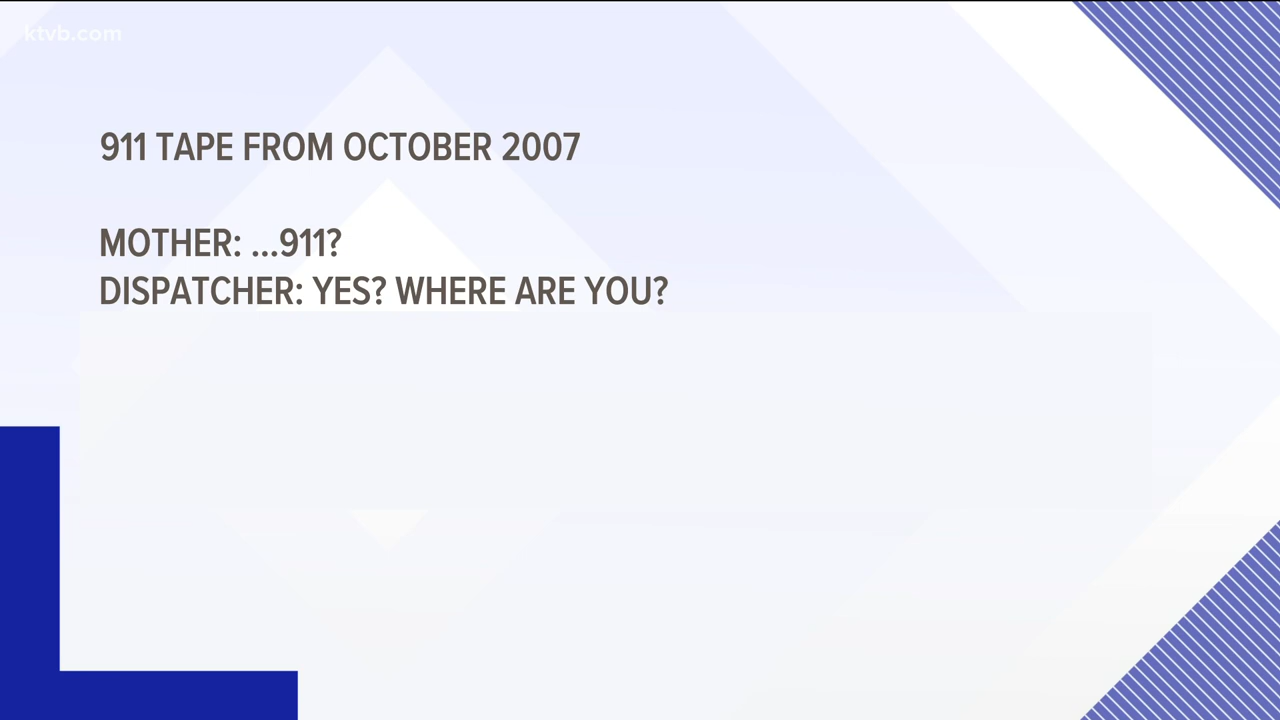 ktvb.com
911 TAPE FROM OCTOBER 2007
MOTHER: ...911?
DISPATCHER: YES? WHERE ARE YOU?